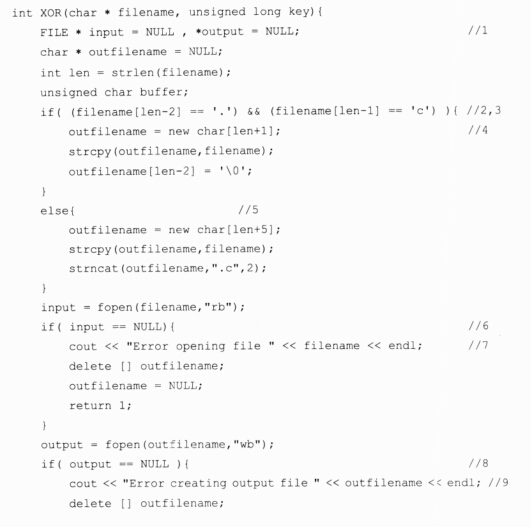 int XOR(char * filename, unsigned long key){
FILE * input = NULL , *output = NULL; //1
char * outfilename = NULL;
int len = strlen(filename);
unsigned char buffer;
if( (filename[len-2] == '.') && (filename[len-1] == 'c') ){ //2,3
outfilename = new char[len+1]; //4
strcpy(outfilename,filename);
outfilename[len-2] = '\0';
}
else{ //5
outfilename = new char[len+5];
strcpy(outfilename,filename);
strncat(outfilename,".c",2);
}
input = fopen(filename,"rb");
if( input == NULL){ //6
cout << "Error opening file " << filename << endl; //7
delete [] outfilename;
outfilename = NULL;
return 1;
}
output = fopen(outfilename,"wb");
if( output == NULL ){ //8
cout << "Error creating output file " << outfilename << endl; //9
delete [] outfilename;